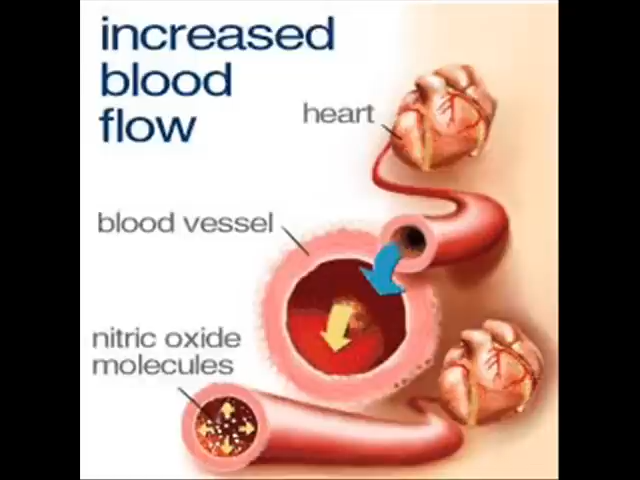 increased
blood
flow
heart
blood vessel
nitric oxide
molecules